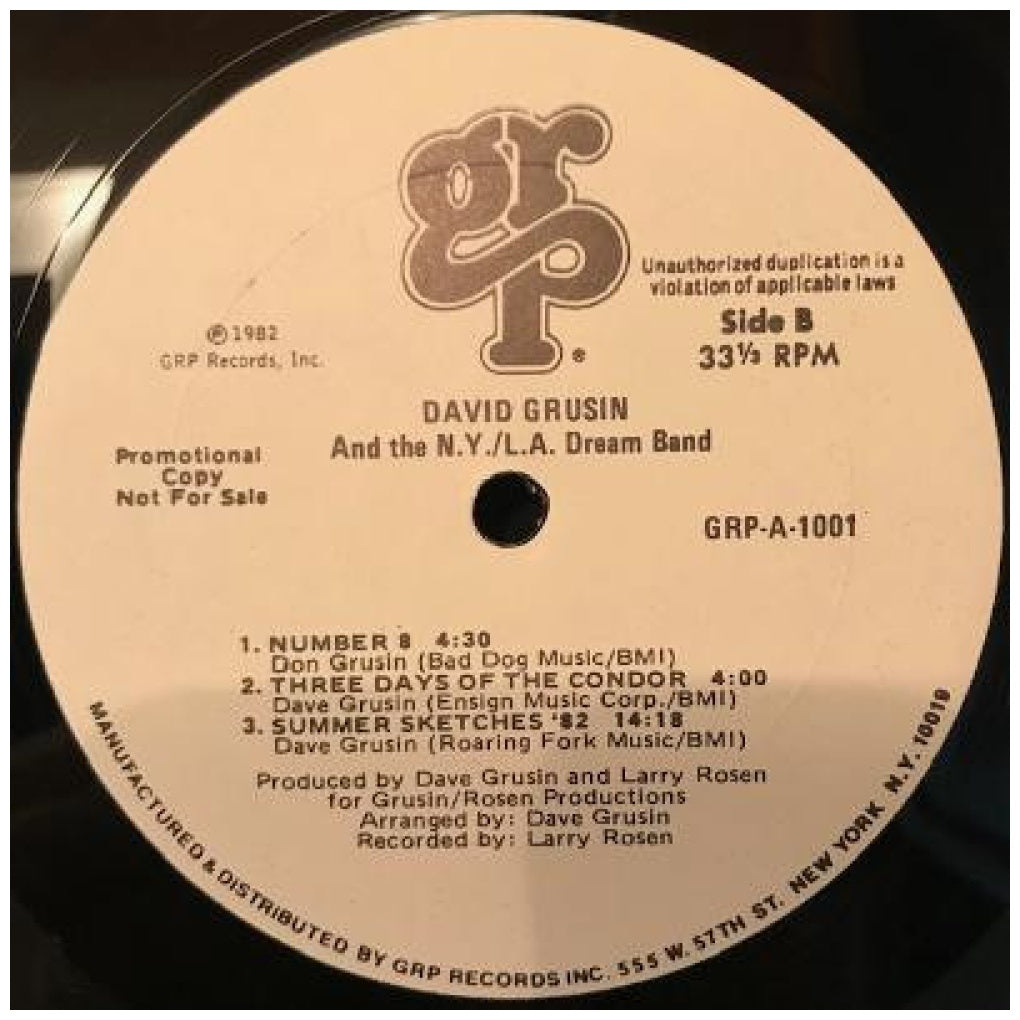 grp®
Unauthorized duplication is a
violation of applicable laws
Side B
33⅓ RPM
℗ 1982
GRP Records, Inc.
DAVID GRUSIN
And the N.Y./L.A. Dream Band
Promotional
Copy
Not For Sale
GRP-A-1001
1. NUMBER 8 4:30
Don Grusin (Bad Dog Music/BMI)
2. THREE DAYS OF THE CONDOR 4:00
Dave Grusin (Ensign Music Corp./BMI)
3. SUMMER SKETCHES '82 14:18
Dave Grusin (Roaring Fork Music/BMI)
Produced by Dave Grusin and Larry Rosen
for Grusin/Rosen Productions
Arranged by: Dave Grusin
Recorded by: Larry Rosen
MANUFACTURED & DISTRIBUTED BY GRP RECORDS INC. 555 W. 57TH ST. NEW YORK N.Y. 10019